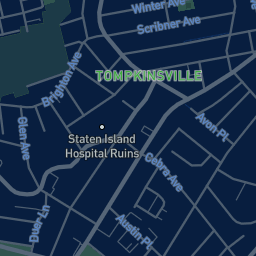 Winter Ave
Scribner Ave
TOMPKINSVILLE
Brighton Ave
Avon Pl
Glen Ave
Staten Island
Hospital Ruins
Cebra Ave
Duer Ln
Austin Pl